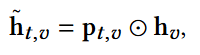 h̃ₜ,ᵥ = pₜ,ᵥ ⊙ hᵥ,